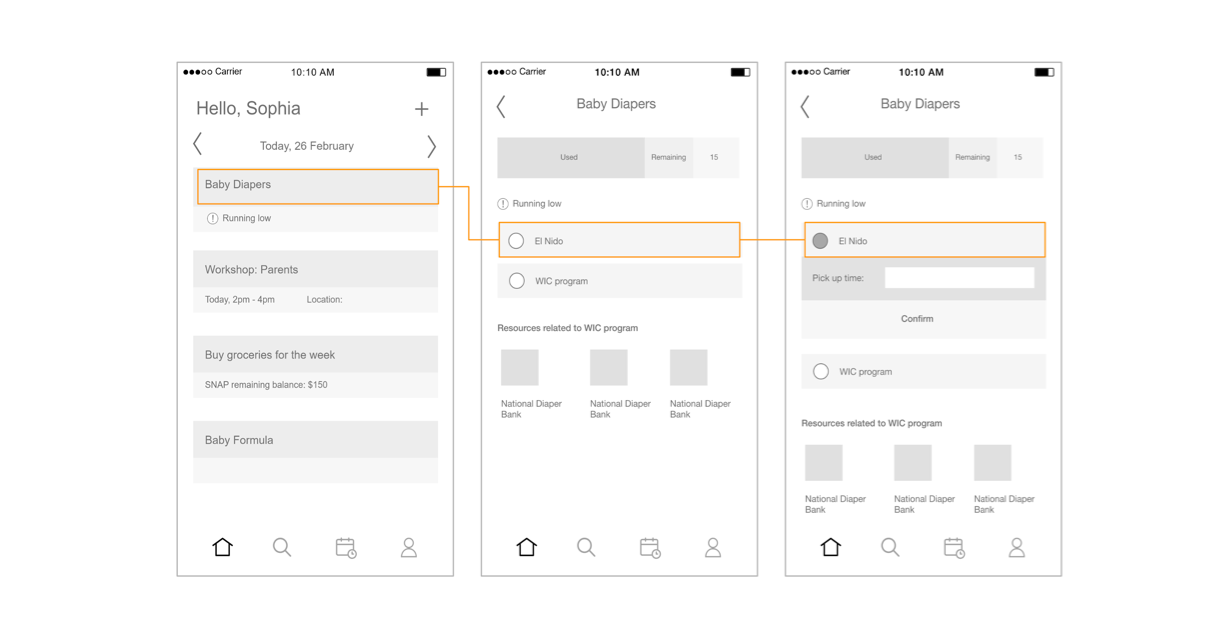 Carrier 10:10 AM
Hello, Sophia
Today, 26 February
Baby Diapers
Running low
Workshop: Parents
Today, 2pm - 4pm Location:
Buy groceries for the week
SNAP remaining balance: $150
Baby Formula
Carrier 10:10 AM
Baby Diapers
Used Remaining 15
Running low
El Nido
WIC program
Resources related to WIC program
National Diaper National Diaper National Diaper
Bank Bank Bank
Carrier 10:10 AM
Baby Diapers
Used Remaining 15
Running low
El Nido
Pick up time:
Confirm
WIC program
Resources related to WIC program
National Diaper National Diaper National Diaper
Bank Bank Bank